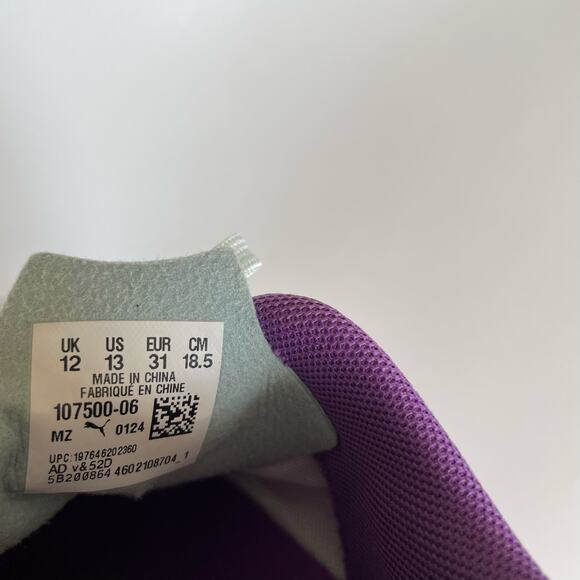 UK US EUR CM
12 13 31 18.5
MADE IN CHINA
FABRIQUÉ EN CHINE
107500-06
MZ 0124
UPC:197646202360
AD v&52D
5B200864 4602108704_1